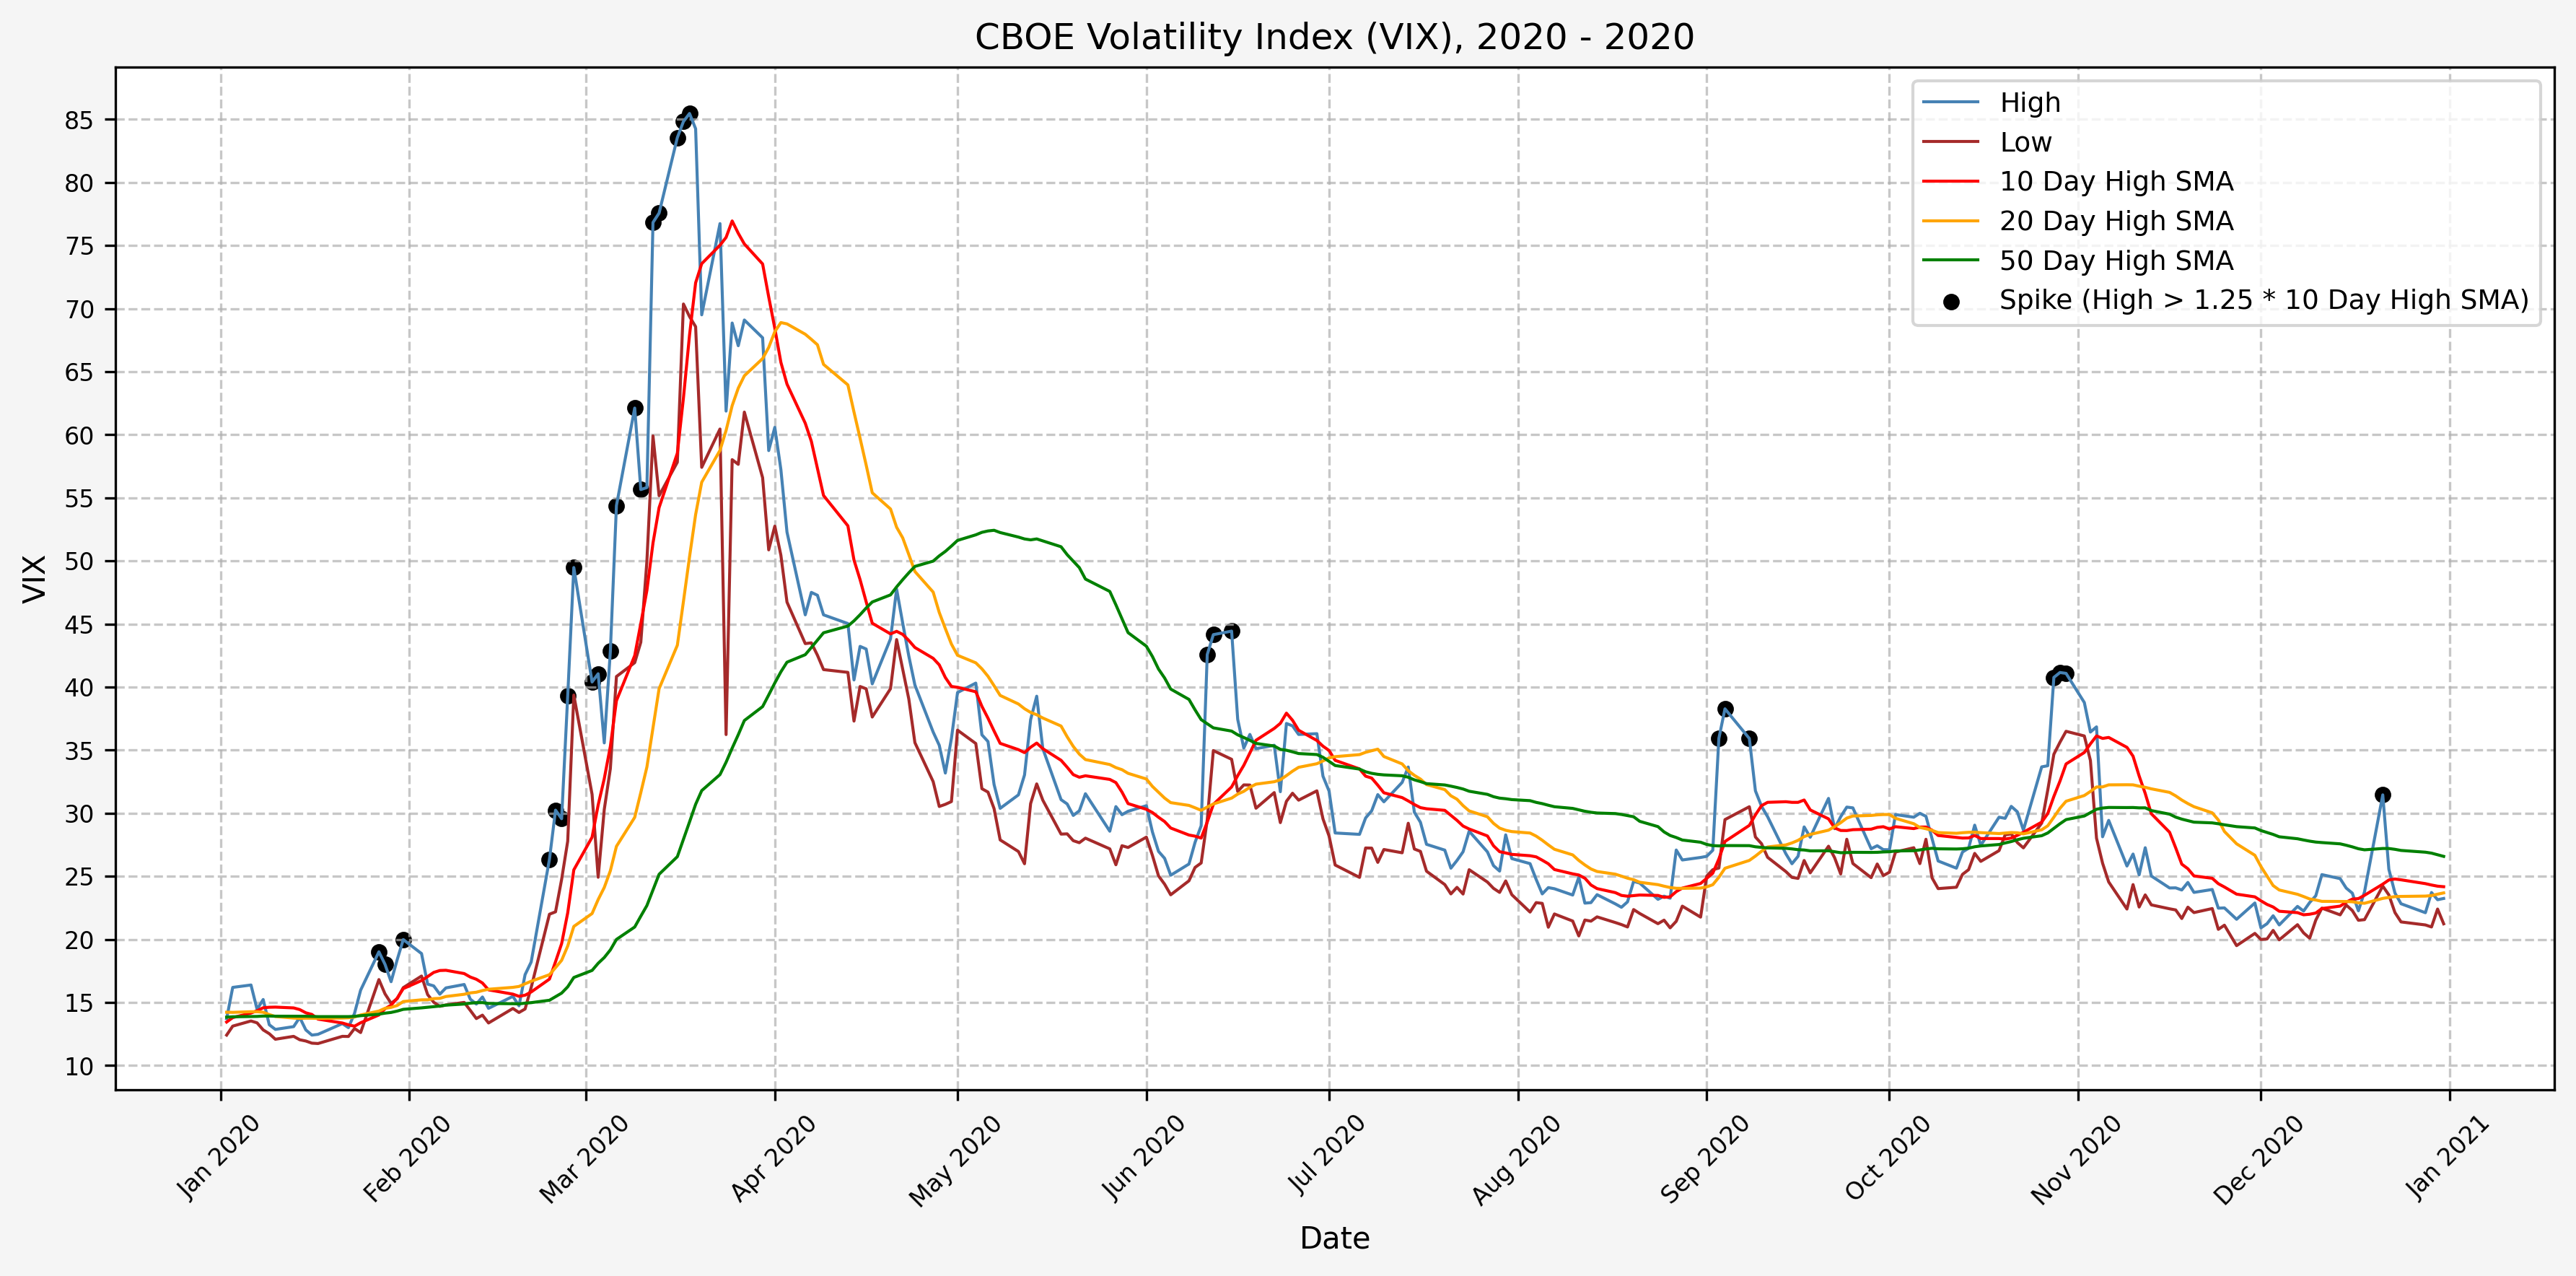 CBOE Volatility Index (VIX), 2020 - 2020
High
Low
10 Day High SMA
20 Day High SMA
50 Day High SMA
Spike (High > 1.25 * 10 Day High SMA)
VIX
85
80
75
70
65
60
55
50
45
40
35
30
25
20
15
10
Jan 2020
Feb 2020
Mar 2020
Apr 2020
May 2020
Jun 2020
Jul 2020
Aug 2020
Sep 2020
Oct 2020
Nov 2020
Dec 2020
Jan 2021
Date